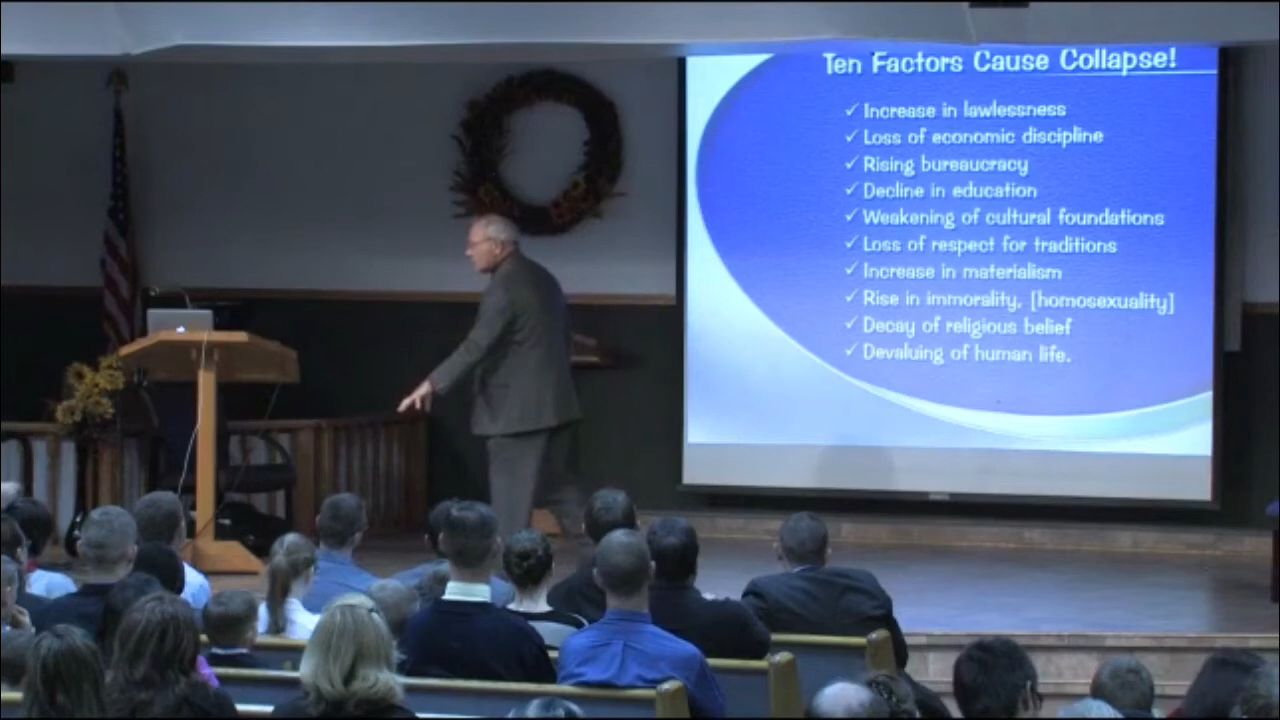 Ten Factors Cause Collapse!
✓ Increase in lawlessness
✓ Loss of economic discipline
✓ Rising bureaucracy
✓ Decline in education
✓ Weakening of cultural foundations
✓ Loss of respect for traditions
✓ Increase in materialism
✓ Rise in immorality, [homosexuality]
✓ Decay of religious belief
✓ Devaluing of human life.